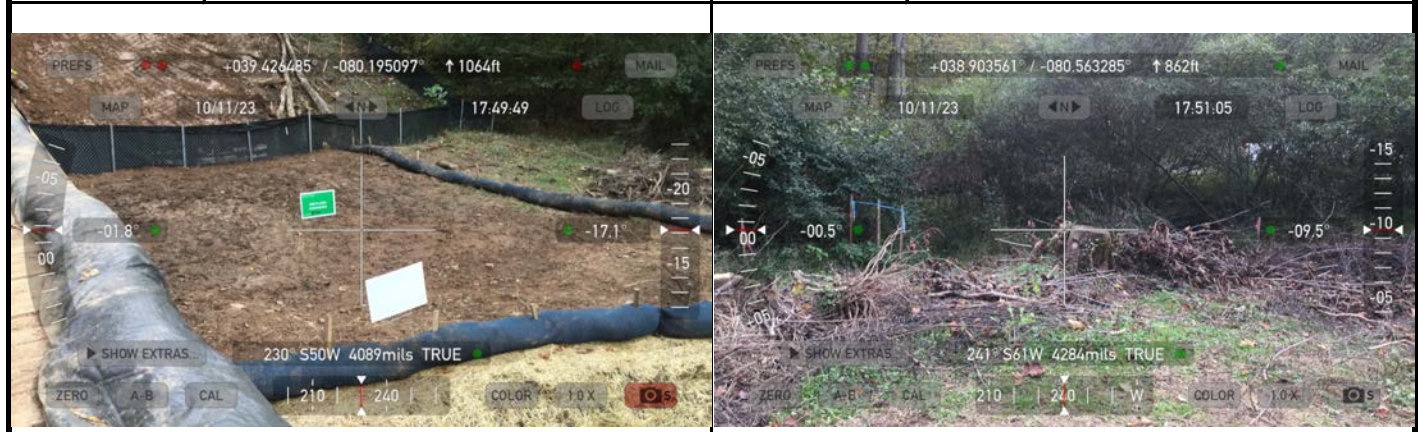 PREFS +039.426485° / -080.195097° ↑ 1064ft MAIL
MAP 10/11/23 ◀N▶ 17:49:49 LOG
-05
-20
-01.8° -17.1°
00
-15
▶ SHOW EXTRAS...
230° S50W 4089mils TRUE
ZERO A-B CAL 210 240 COLOR 1.0 X S
PREFS +038.903561° / -080.563285° ↑ 862ft MAIL
MAP 10/11/23 ◀N▶ 17:51:05 LOG
-15
-05
-10
00 -00.5° -09.5°
-05
+05
▶ SHOW EXTRAS...
241° S61W 4284mils TRUE
ZERO A-B CAL 210 240 W COLOR 1.0 X S